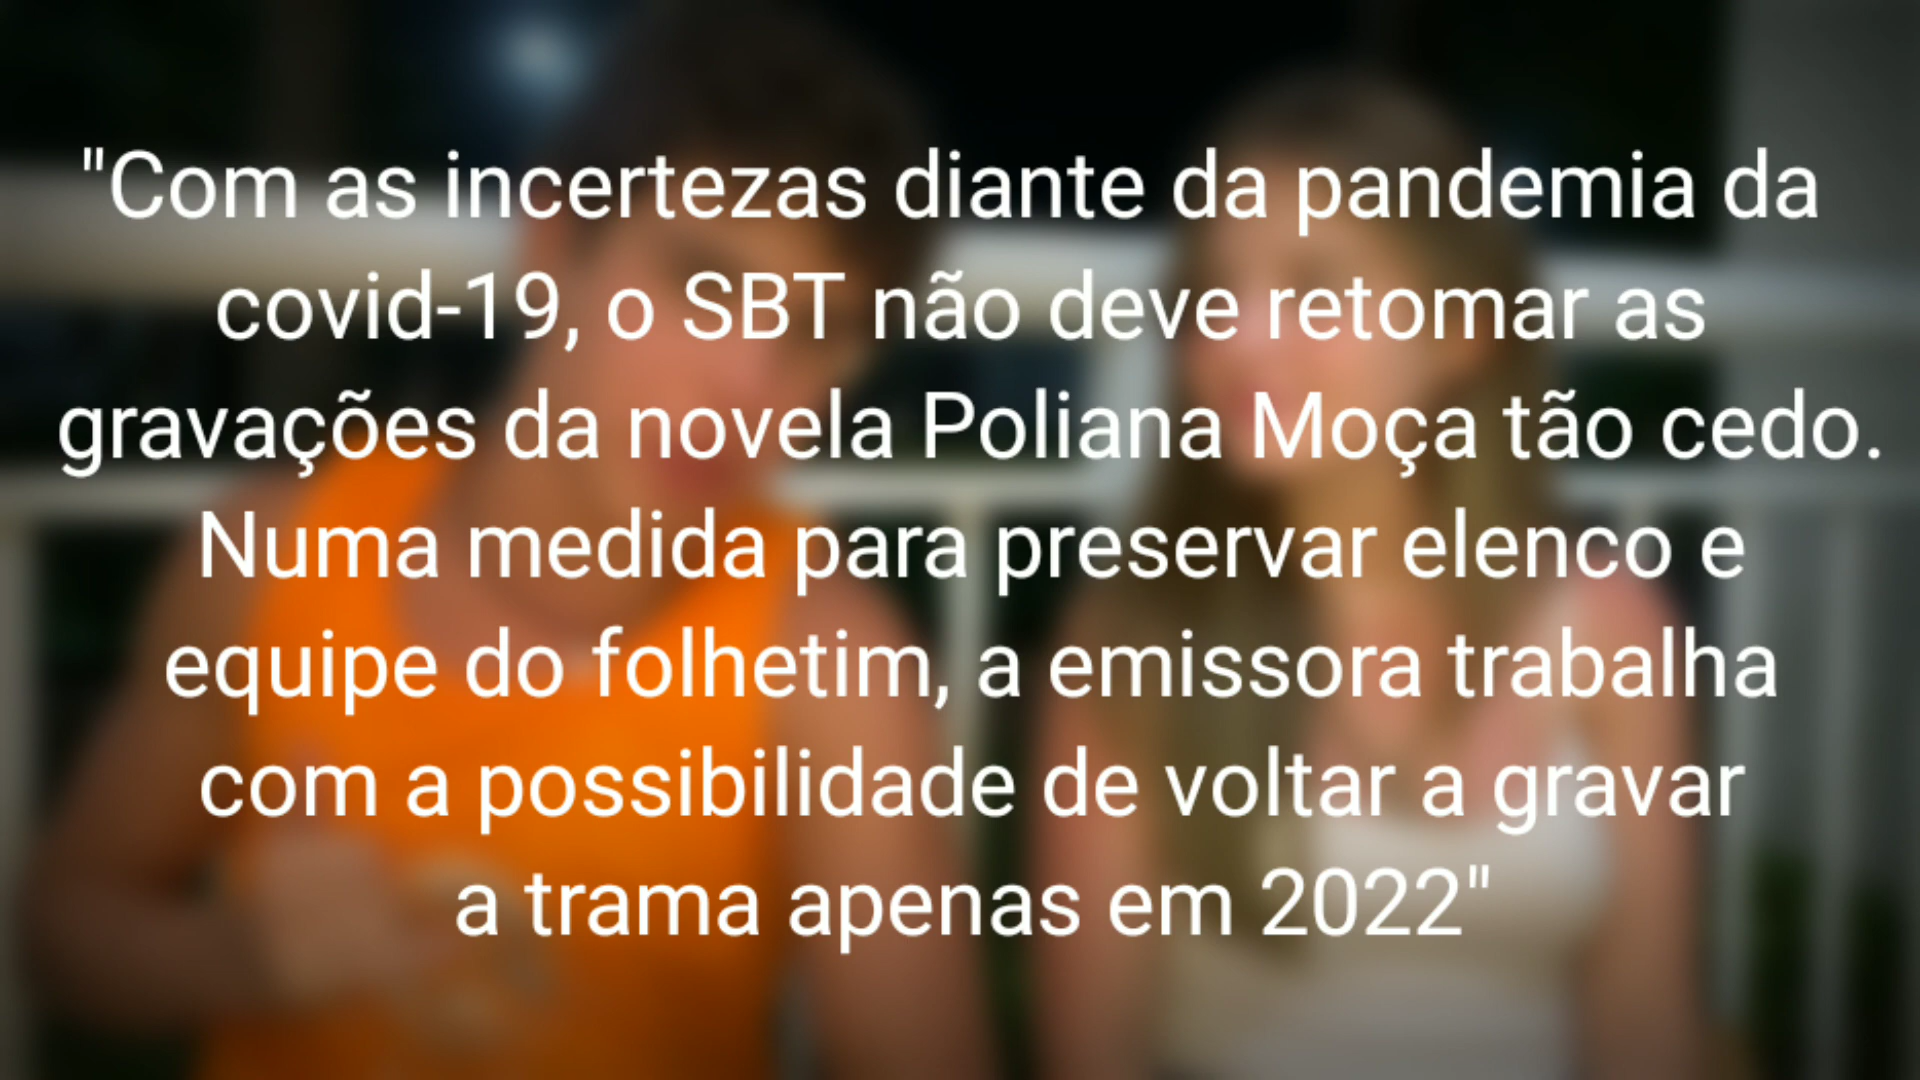 "Com as incertezas diante da pandemia da
covid-19, o SBT não deve retomar as
gravações da novela Poliana Moça tão cedo.
Numa medida para preservar elenco e
equipe do folhetim, a emissora trabalha
com a possibilidade de voltar a gravar
a trama apenas em 2022"